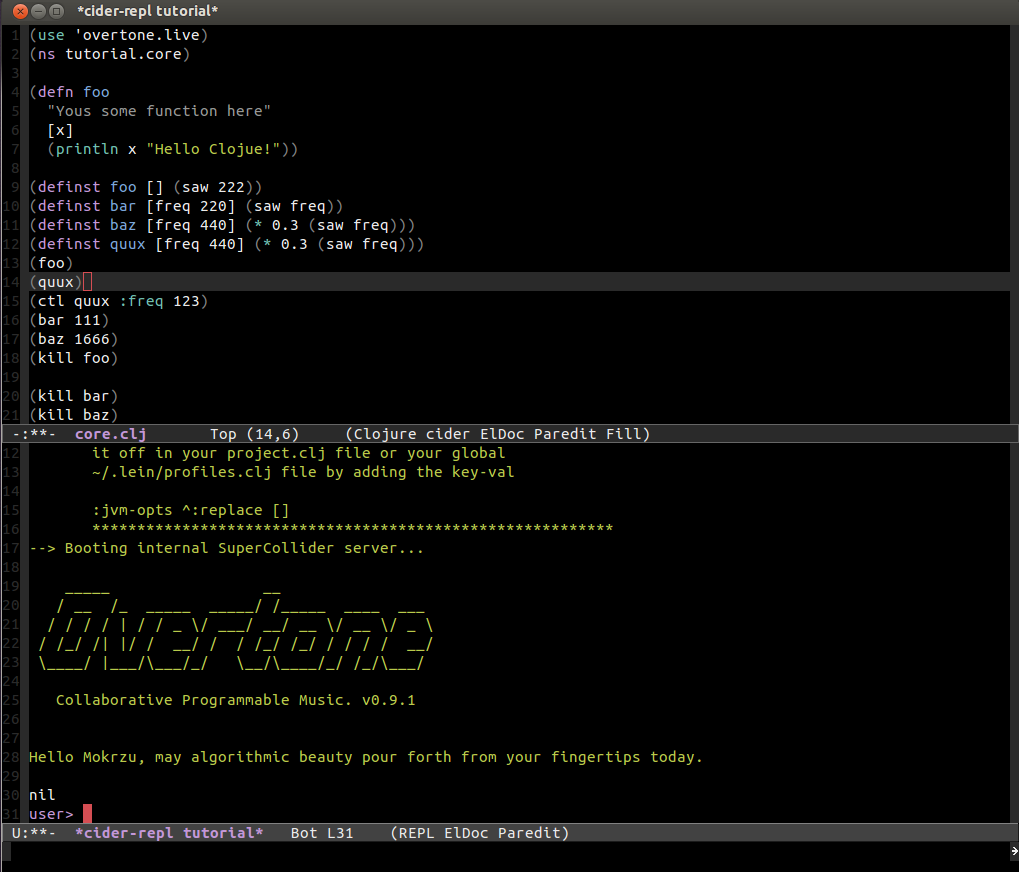 *cider-repl tutorial*
1 (use 'overtone.live)
2 (ns tutorial.core)
3
4 (defn foo
5   "Yous some function here"
6   [x]
7   (println x "Hello Clojue!"))
8
9 (definst foo [] (saw 222))
10 (definst bar [freq 220] (saw freq))
11 (definst baz [freq 440] (* 0.3 (saw freq)))
12 (definst quux [freq 440] (* 0.3 (saw freq)))
13 (foo)
14 (quux)
15 (ctl quux :freq 123)
16 (bar 111)
17 (baz 1666)
18 (kill foo)
19
20 (kill bar)
21 (kill baz)
-:**-  core.clj       Top (14,6)     (Clojure cider ElDoc Paredit Fill)
12        it off in your project.clj file or your global
13        ~/.lein/profiles.clj file by adding the key-val
14
15        :jvm-opts ^:replace []
16        **********************************************************
17 --> Booting internal SuperCollider server...
18
19     _____                 __
20    / __  /_  _____  _____/ /_____  ____  ___
21   / / / / | / / _ \/ ___/ __/ __ \/ __ \/ _ \
22  / /_/ /| |/ /  __/ /  / /_/ /_/ / / / /  __/
23  \____/ |___/\___/_/   \__/\____/_/ /_/\___/
24
25    Collaborative Programmable Music. v0.9.1
26
27
28 Hello Mokrzu, may algorithmic beauty pour forth from your fingertips today.
29
30 nil
31 user>
U:**-  *cider-repl tutorial*   Bot L31    (REPL ElDoc Paredit)